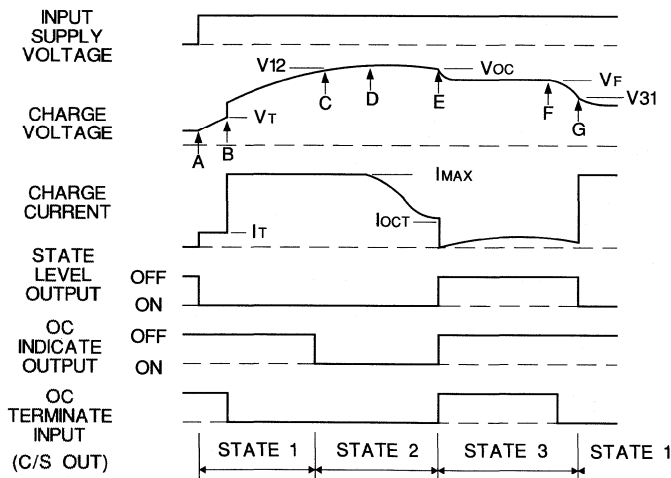 INPUT
SUPPLY
VOLTAGE
V12
VOC
VF
V31
C
D
E
F
G
CHARGE
VOLTAGE
VT
A
B
CHARGE
CURRENT
IMAX
IOCT
IT
STATE
LEVEL
OUTPUT
OFF
ON
OC
INDICATE
OUTPUT
OFF
ON
OC
TERMINATE
INPUT
(C/S OUT)
STATE 1
STATE 2
STATE 3
STATE 1